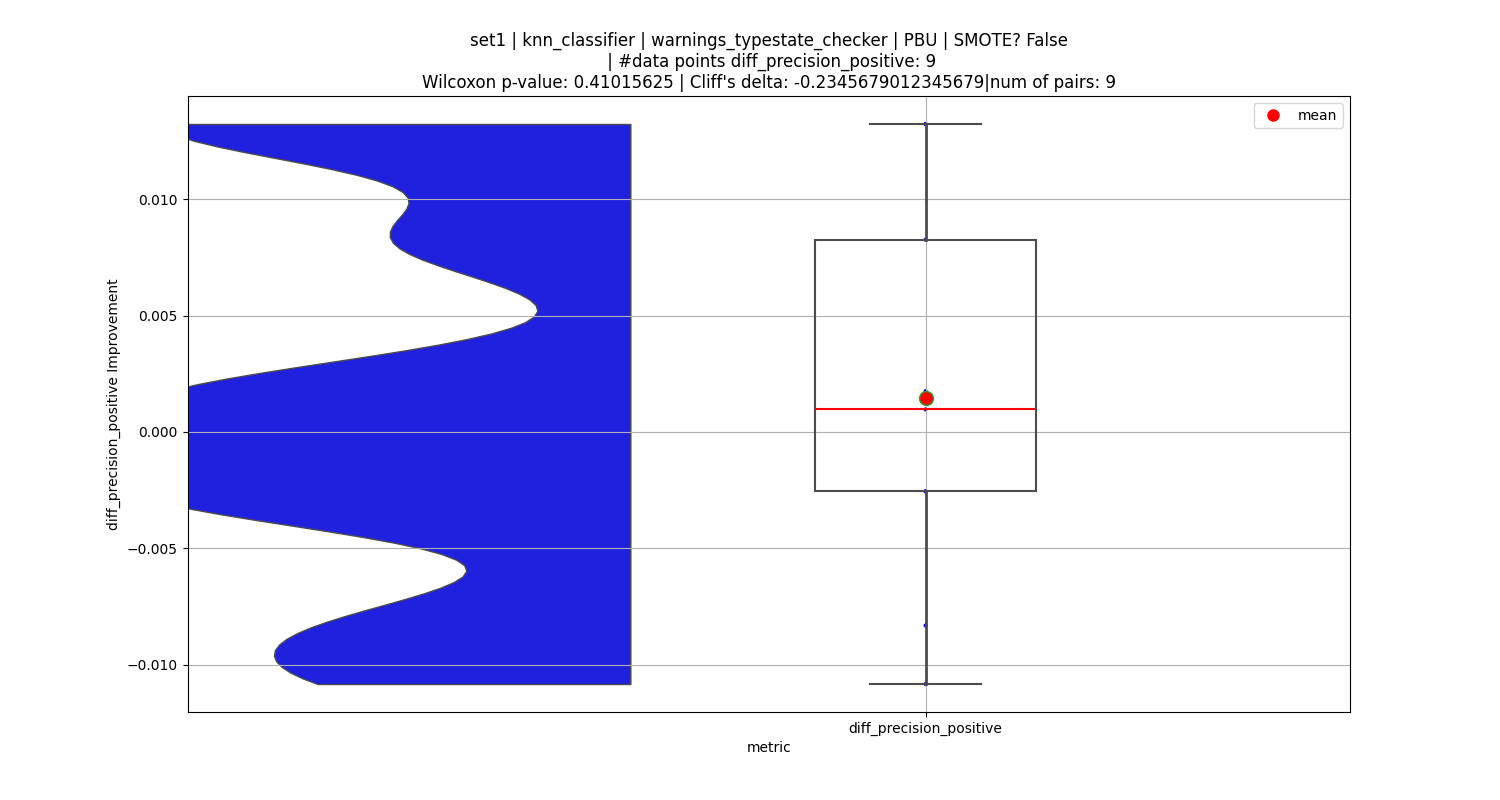 set1 | knn_classifier | warnings_typestate_checker | PBU | SMOTE? False
| #data points diff_precision_positive: 9
Wilcoxon p-value: 0.41015625 | Cliff's delta: -0.2345679012345679|num of pairs: 9
mean
0.010
0.005
0.000
−0.005
−0.010
diff_precision_positive Improvement
diff_precision_positive
metric